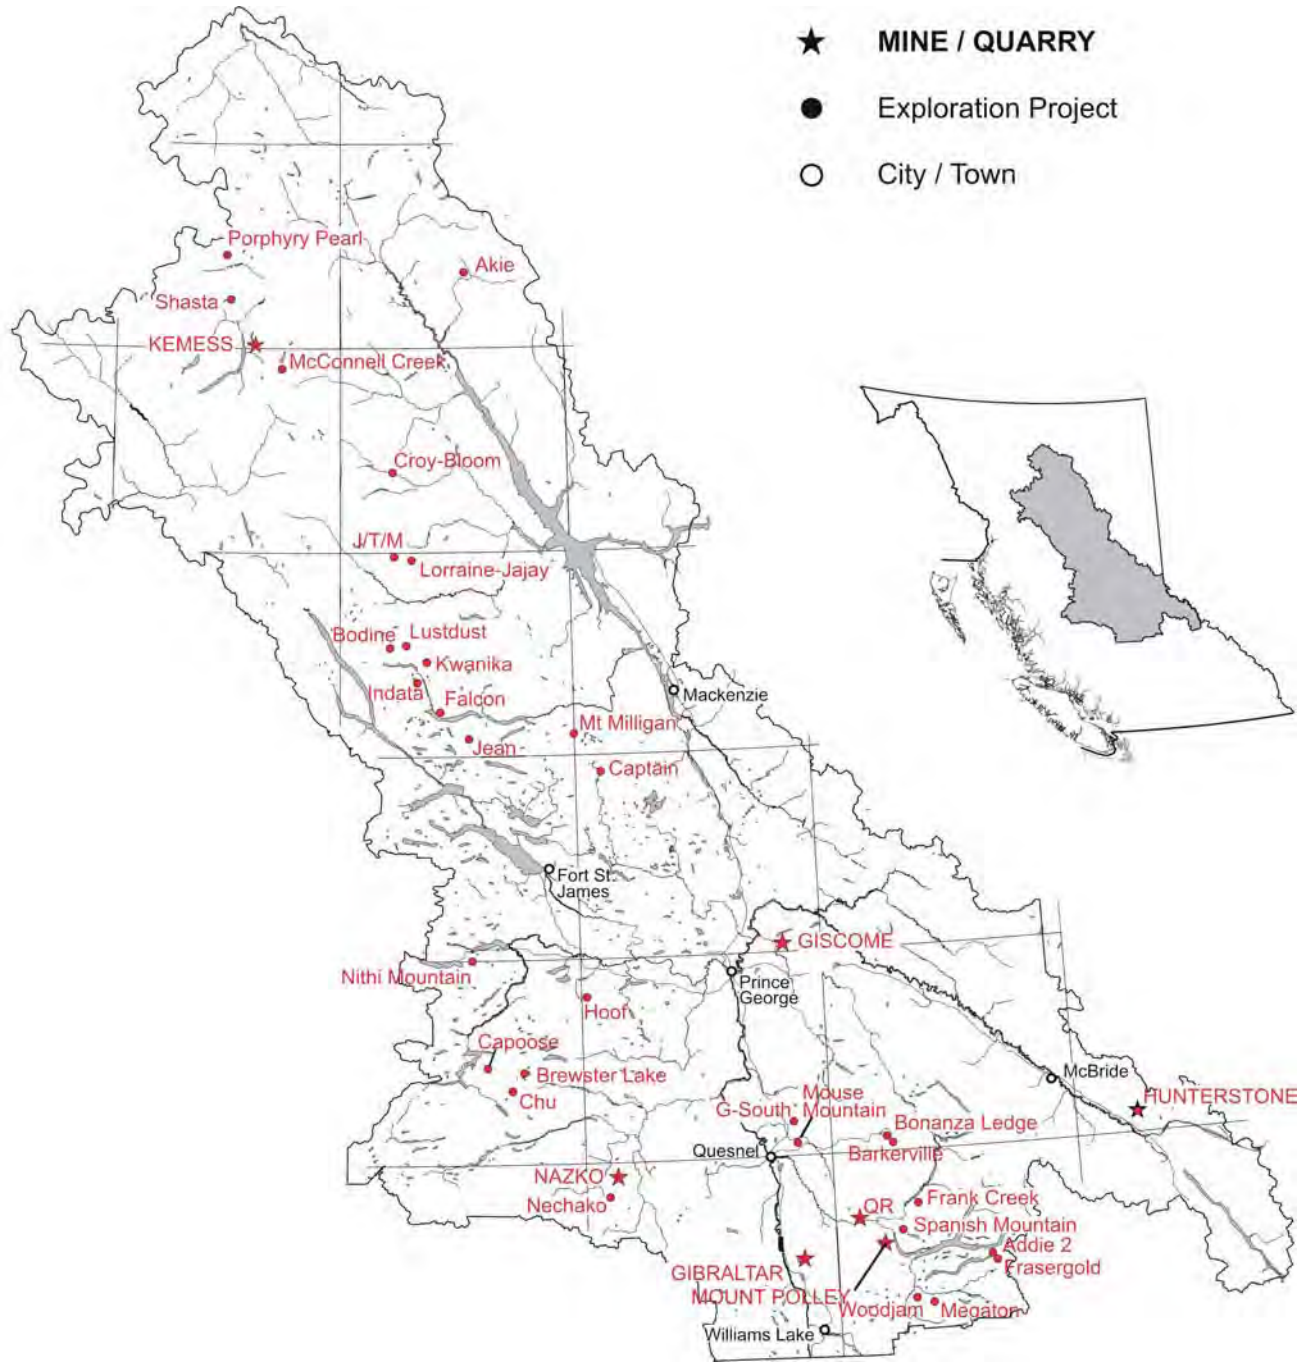 MINE / QUARRY
Exploration Project
City / Town
Porphyry Pearl
Akie
Shasta
KEMESS
McConnell Creek
Croy-Bloom
J/T/M
Lorraine-Jajay
Bodine
Lustdust
Kwanika
Indata
Falcon
Mackenzie
Mt Milligan
Jean
Captain
Fort St.
James
GISCOME
Nithi Mountain
Prince
George
Hoof
Capoose
Brewster Lake
Chu
McBride
HUNTERSTONE
Mouse
Mountain
G-South
Bonanza Ledge
Quesnel
Barkerville
NAZKO
Nechako
Frank Creek
QR
Spanish Mountain
Addie 2
Frasergold
GIBRALTAR
MOUNT POLLEY
Woodjam
Megaton
Williams Lake